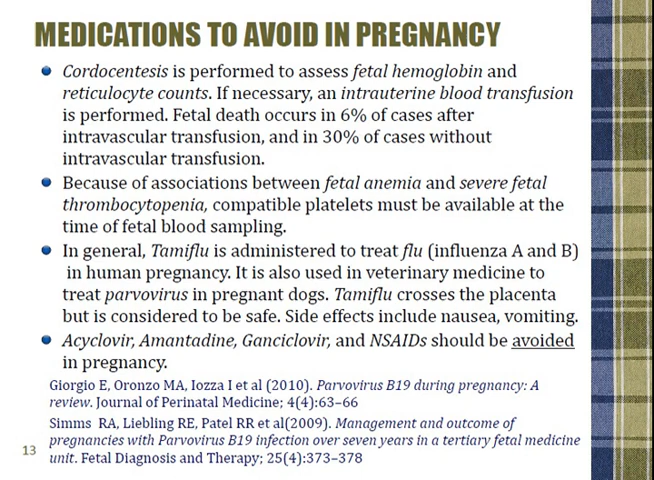 MEDICATIONS TO AVOID IN PREGNANCY
Cordocentesis is performed to assess fetal hemoglobin and
reticulocyte counts. If necessary, an intrauterine blood transfusion
is performed. Fetal death occurs in 6% of cases after
intravascular transfusion, and in 30% of cases without
intravascular transfusion.
Because of associations between fetal anemia and severe fetal
thrombocytopenia, compatible platelets must be available at the
time of fetal blood sampling.
In general, Tamiflu is administered to treat flu (influenza A and B)
in human pregnancy. It is also used in veterinary medicine to
treat parvovirus in pregnant dogs. Tamiflu crosses the placenta
but is considered to be safe. Side effects include nausea, vomiting.
Acyclovir, Amantadine, Ganciclovir, and NSAIDs should be avoided
in pregnancy.
Giorgio E, Oronzo MA, Iozza I et al (2010). Parvovirus B19 during pregnancy: A
review. Journal of Perinatal Medicine; 4(4):63–66
Simms RA, Liebling RE, Patel RR et al(2009). Management and outcome of
pregnancies with Parvovirus B19 infection over seven years in a tertiary fetal medicine
unit. Fetal Diagnosis and Therapy; 25(4):373–378
13